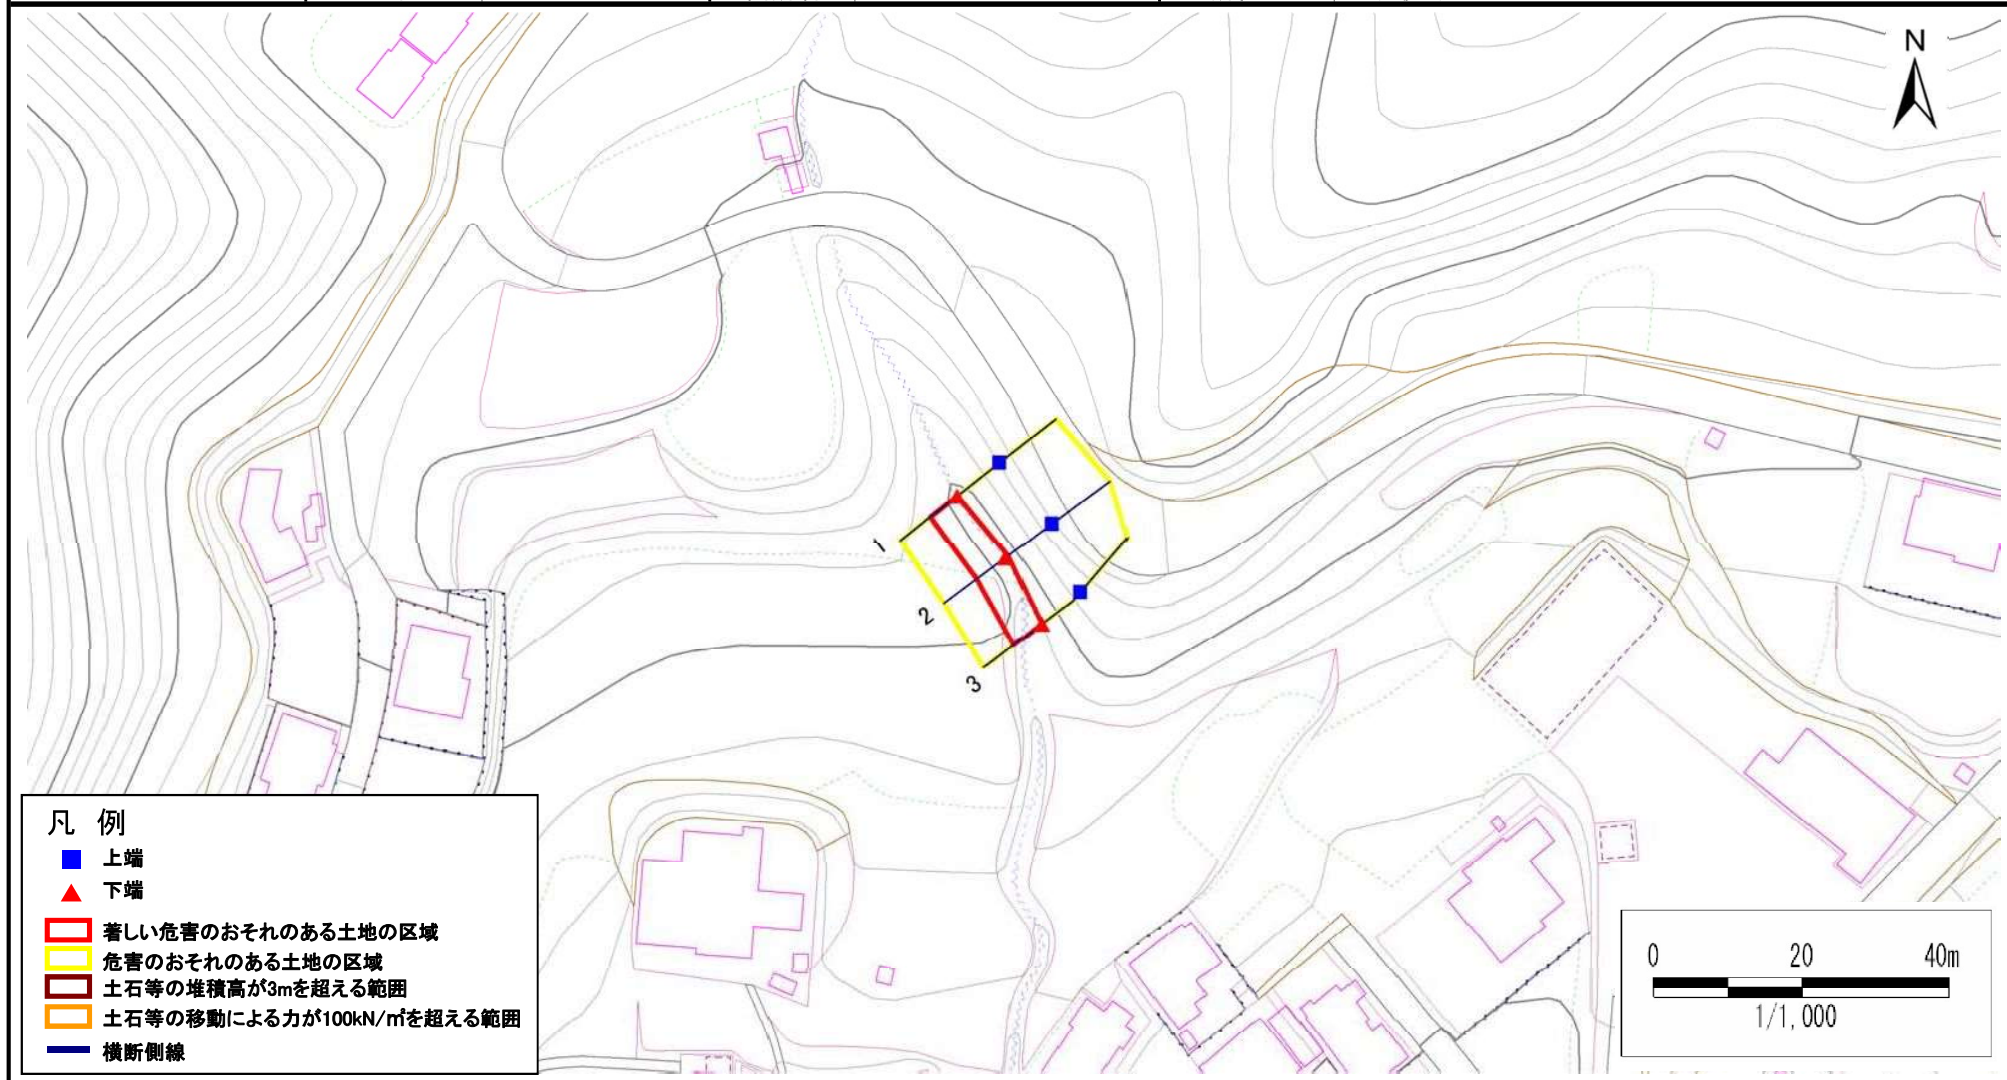 N
1
2
3
凡 例
上端
下端
著しい危害のおそれのある土地の区域
危害のおそれのある土地の区域
土石等の堆積高が3mを超える範囲
土石等の移動による力が100kN/㎡を超える範囲
横断側線
0 20 40m
1/1,000